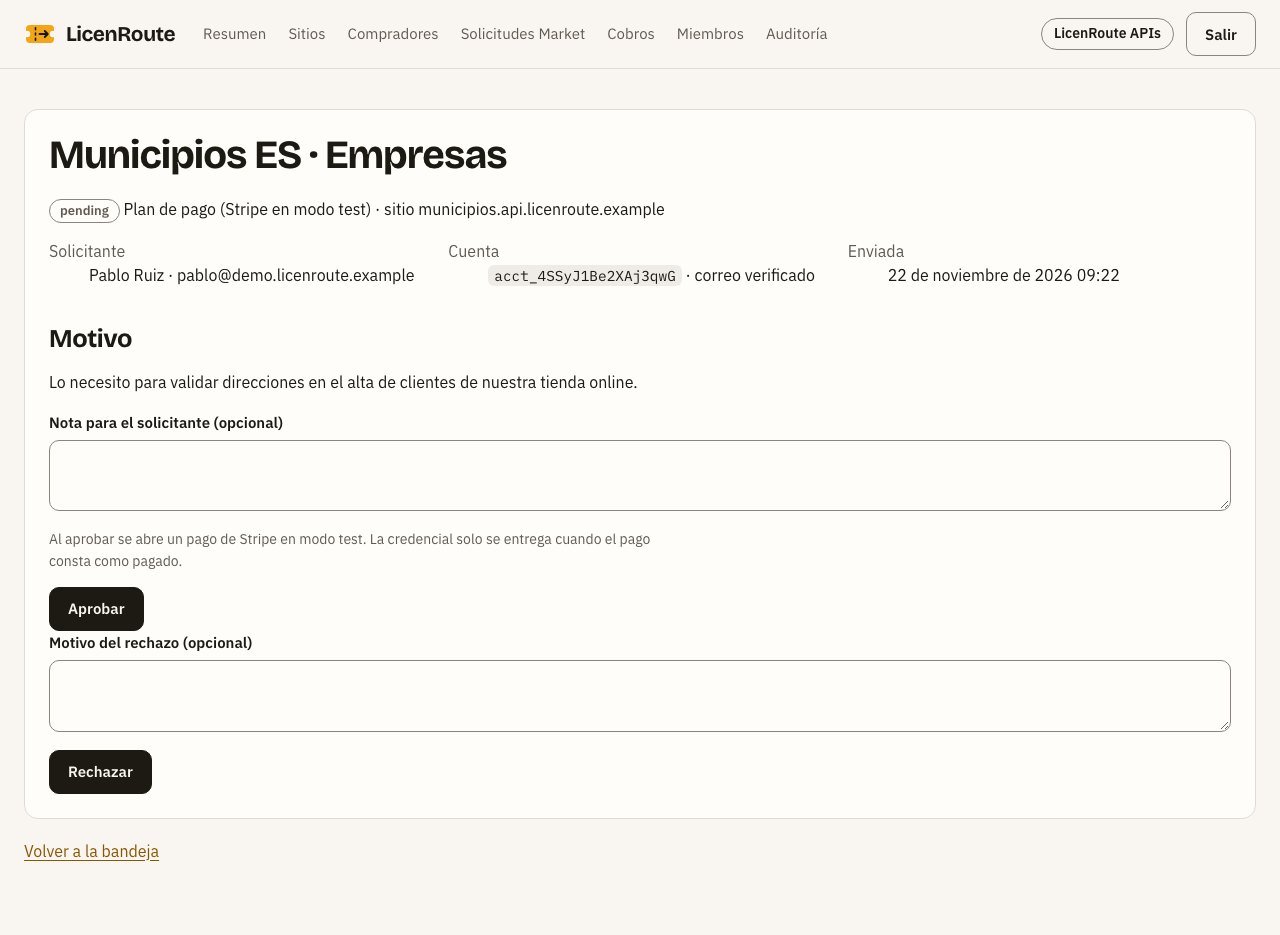 LicenRoute
Resumen
Sitios
Compradores
Solicitudes Market
Cobros
Miembros
Auditoría
LicenRoute APIs
Salir
Municipios ES · Empresas
pending Plan de pago (Stripe en modo test) · sitio municipios.api.licenroute.example
Solicitante
Pablo Ruiz · pablo@demo.licenroute.example
Cuenta
acct_4SSyJ1Be2XAj3qwG · correo verificado
Enviada
22 de noviembre de 2026 09:22
Motivo
Lo necesito para validar direcciones en el alta de clientes de nuestra tienda online.
Nota para el solicitante (opcional)
Al aprobar se abre un pago de Stripe en modo test. La credencial solo se entrega cuando el pago
consta como pagado.
Aprobar
Motivo del rechazo (opcional)
Rechazar
Volver a la bandeja